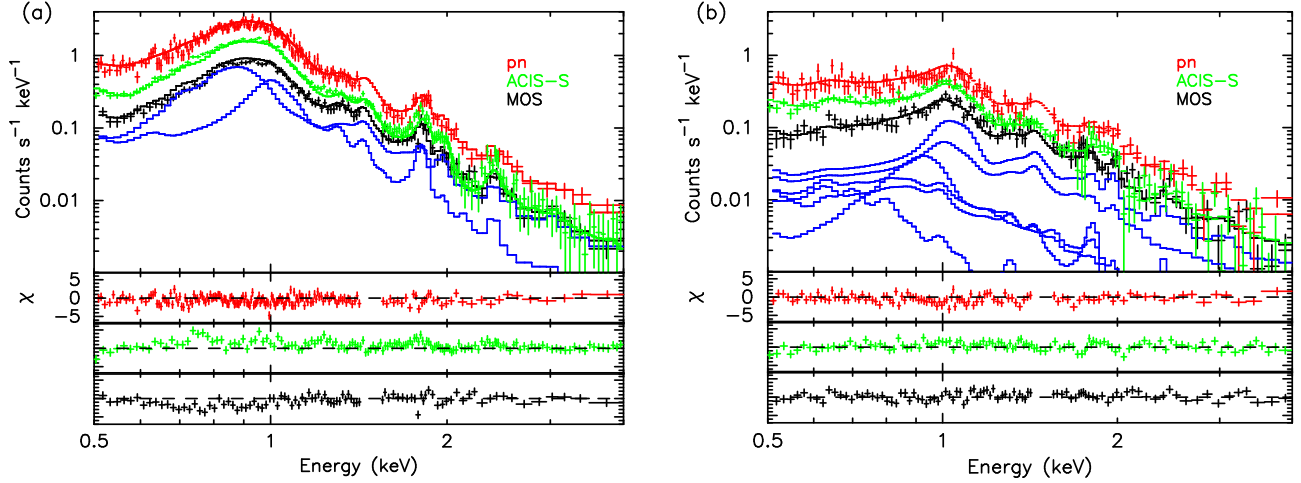 (a)
Counts s⁻¹ keV⁻¹
1
0.1
0.01
pn
ACIS−S
MOS
χ
5
0
−5
0.5
1
2
Energy (keV)
(b)
Counts s⁻¹ keV⁻¹
1
0.1
0.01
pn
ACIS−S
MOS
χ
5
0
−5
0.5
1
2
Energy (keV)